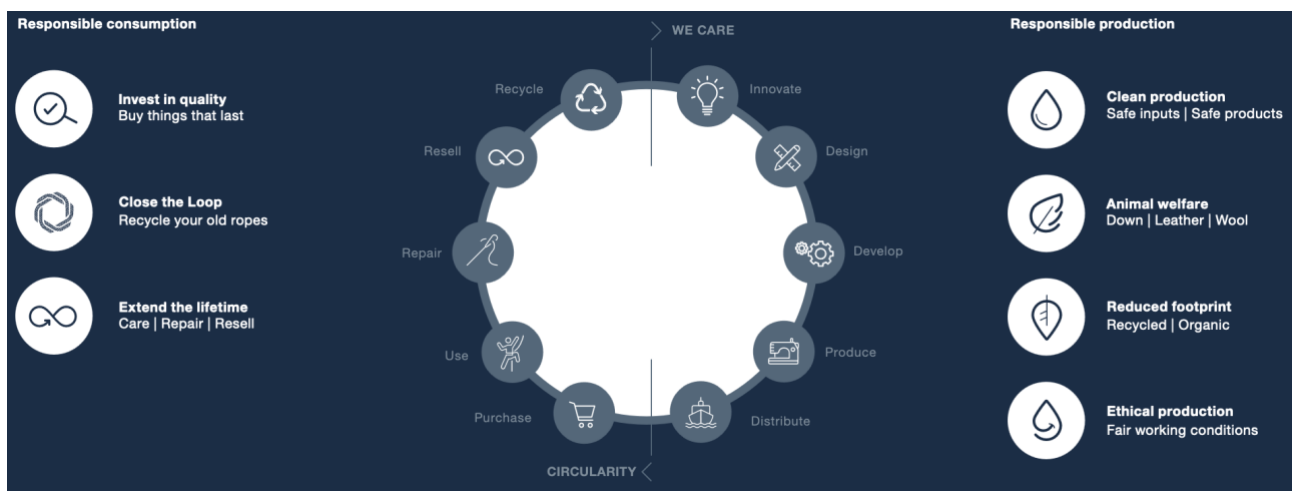 Responsible consumption
Invest in quality
Buy things that last
Close the Loop
Recycle your old ropes
Extend the lifetime
Care | Repair | Resell
WE CARE
Recycle
Innovate
Resell
Design
Repair
Develop
Use
Produce
Purchase
Distribute
CIRCULARITY
Responsible production
Clean production
Safe inputs | Safe products
Animal welfare
Down | Leather | Wool
Reduced footprint
Recycled | Organic
Ethical production
Fair working conditions